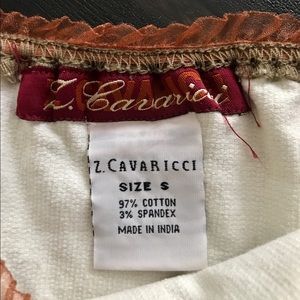 Z. Cavaricci
Z. CAVARICCI
SIZE S
97% COTTON
3% SPANDEX
MADE IN INDIA